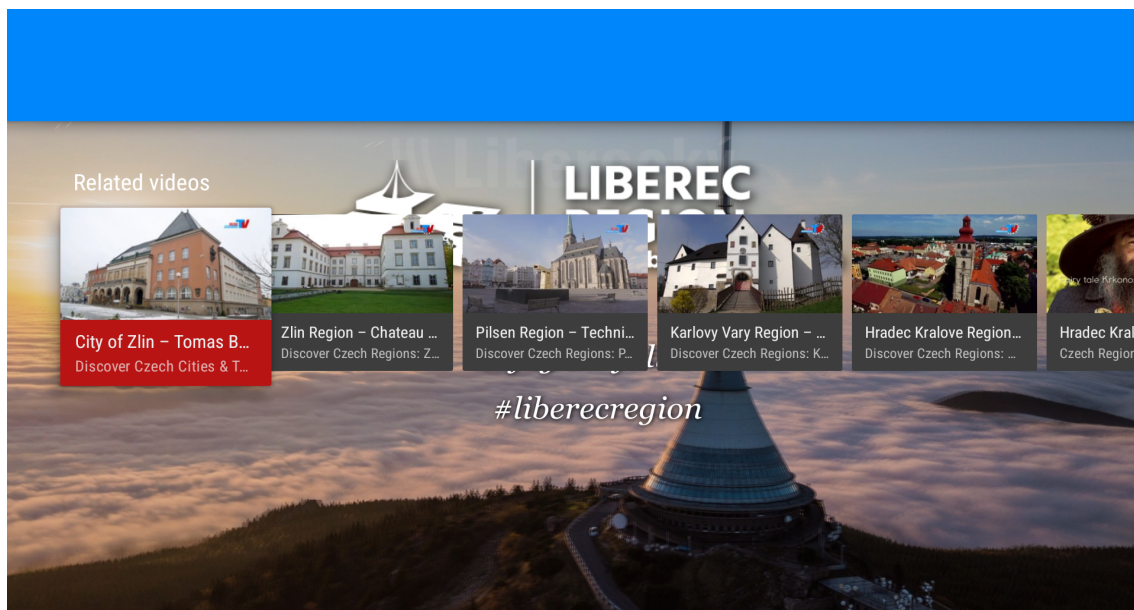 Liberecký
LIBEREC
REGION
Related videos
City of Zlin – Tomas B...
Discover Czech Cities & T...
Zlin Region – Chateau ...
Discover Czech Regions: Z...
Pilsen Region – Techni...
Discover Czech Regions: P...
Karlovy Vary Region – ...
Discover Czech Regions: K...
Hradec Kralove Region...
Discover Czech Regions: ...
Hradec Kral
Czech Region
#liberecregion